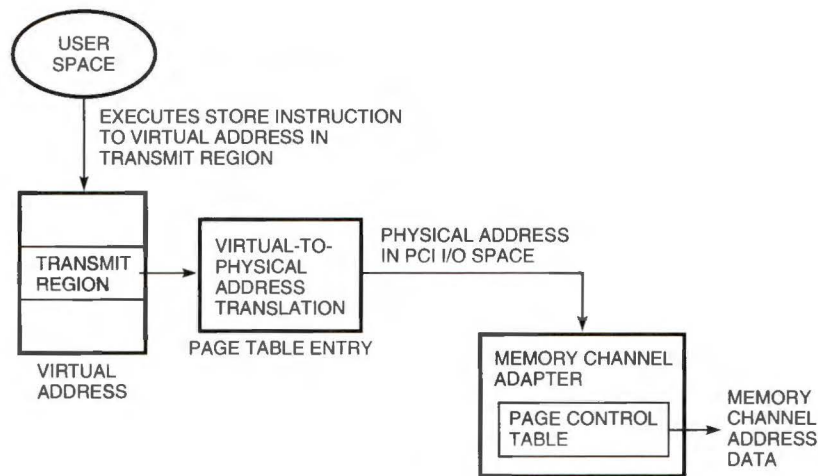 USER
SPACE
EXECUTES STORE INSTRUCTION
TO VIRTUAL ADDRESS IN
TRANSMIT REGION
TRANSMIT
REGION
VIRTUAL
ADDRESS
VIRTUAL-TO-
PHYSICAL
ADDRESS
TRANSLATION
PAGE TABLE ENTRY
PHYSICAL ADDRESS
IN PCI I/O SPACE
MEMORY CHANNEL
ADAPTER
PAGE CONTROL
TABLE
MEMORY
CHANNEL
ADDRESS
DATA